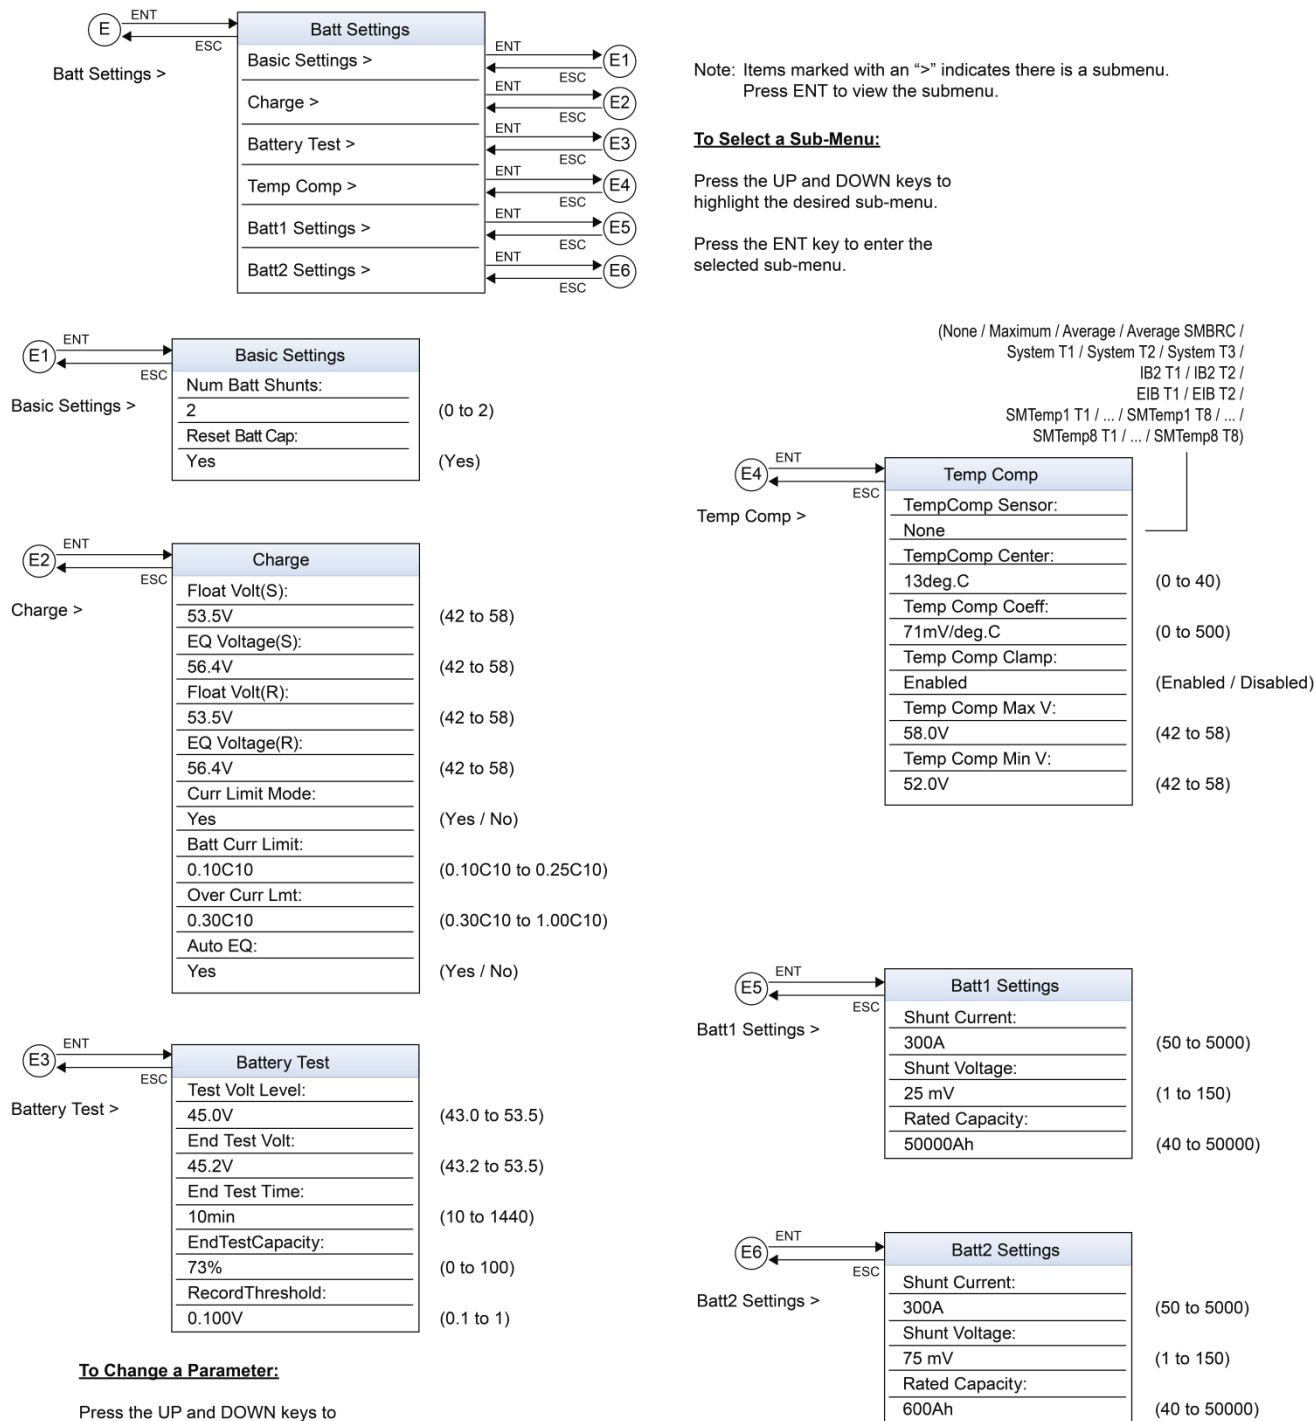 E
ENT
ESC
Batt Settings >
Batt Settings
Basic Settings >
ENT
ESC
E1
Charge >
ENT
ESC
E2
Battery Test >
ENT
ESC
E3
Temp Comp >
ENT
ESC
E4
Batt1 Settings >
ENT
ESC
E5
Batt2 Settings >
ENT
ESC
E6
Note: Items marked with an “>” indicates there is a submenu.
Press ENT to view the submenu.
To Select a Sub-Menu:
Press the UP and DOWN keys to
highlight the desired sub-menu.
Press the ENT key to enter the
selected sub-menu.
E1
ENT
ESC
Basic Settings >
Basic Settings
Num Batt Shunts:
2 (0 to 2)
Reset Batt Cap:
Yes (Yes)
E2
ENT
ESC
Charge >
Charge
Float Volt(S):
53.5V (42 to 58)
EQ Voltage(S):
56.4V (42 to 58)
Float Volt(R):
53.5V (42 to 58)
EQ Voltage(R):
56.4V (42 to 58)
Curr Limit Mode:
Yes (Yes / No)
Batt Curr Limit:
0.10C10 (0.10C10 to 0.25C10)
Over Curr Lmt:
0.30C10 (0.30C10 to 1.00C10)
Auto EQ:
Yes (Yes / No)
E3
ENT
ESC
Battery Test >
Battery Test
Test Volt Level:
45.0V (43.0 to 53.5)
End Test Volt:
45.2V (43.2 to 53.5)
End Test Time:
10min (10 to 1440)
EndTestCapacity:
73% (0 to 100)
RecordThreshold:
0.100V (0.1 to 1)
To Change a Parameter:
Press the UP and DOWN keys to
(None / Maximum / Average / Average SMBRC /
System T1 / System T2 / System T3 /
IB2 T1 / IB2 T2 /
EIB T1 / EIB T2 /
SMTemp1 T1 / ... / SMTemp1 T8 / ... /
SMTemp8 T1 / ... / SMTemp8 T8)
E4
ENT
ESC
Temp Comp >
Temp Comp
TempComp Sensor:
None
TempComp Center:
13deg.C (0 to 40)
Temp Comp Coeff:
71mV/deg.C (0 to 500)
Temp Comp Clamp:
Enabled (Enabled / Disabled)
Temp Comp Max V:
58.0V (42 to 58)
Temp Comp Min V:
52.0V (42 to 58)
E5
ENT
ESC
Batt1 Settings >
Batt1 Settings
Shunt Current:
300A (50 to 5000)
Shunt Voltage:
25 mV (1 to 150)
Rated Capacity:
50000Ah (40 to 50000)
E6
ENT
ESC
Batt2 Settings >
Batt2 Settings
Shunt Current:
300A (50 to 5000)
Shunt Voltage:
75 mV (1 to 150)
Rated Capacity:
600Ah (40 to 50000)